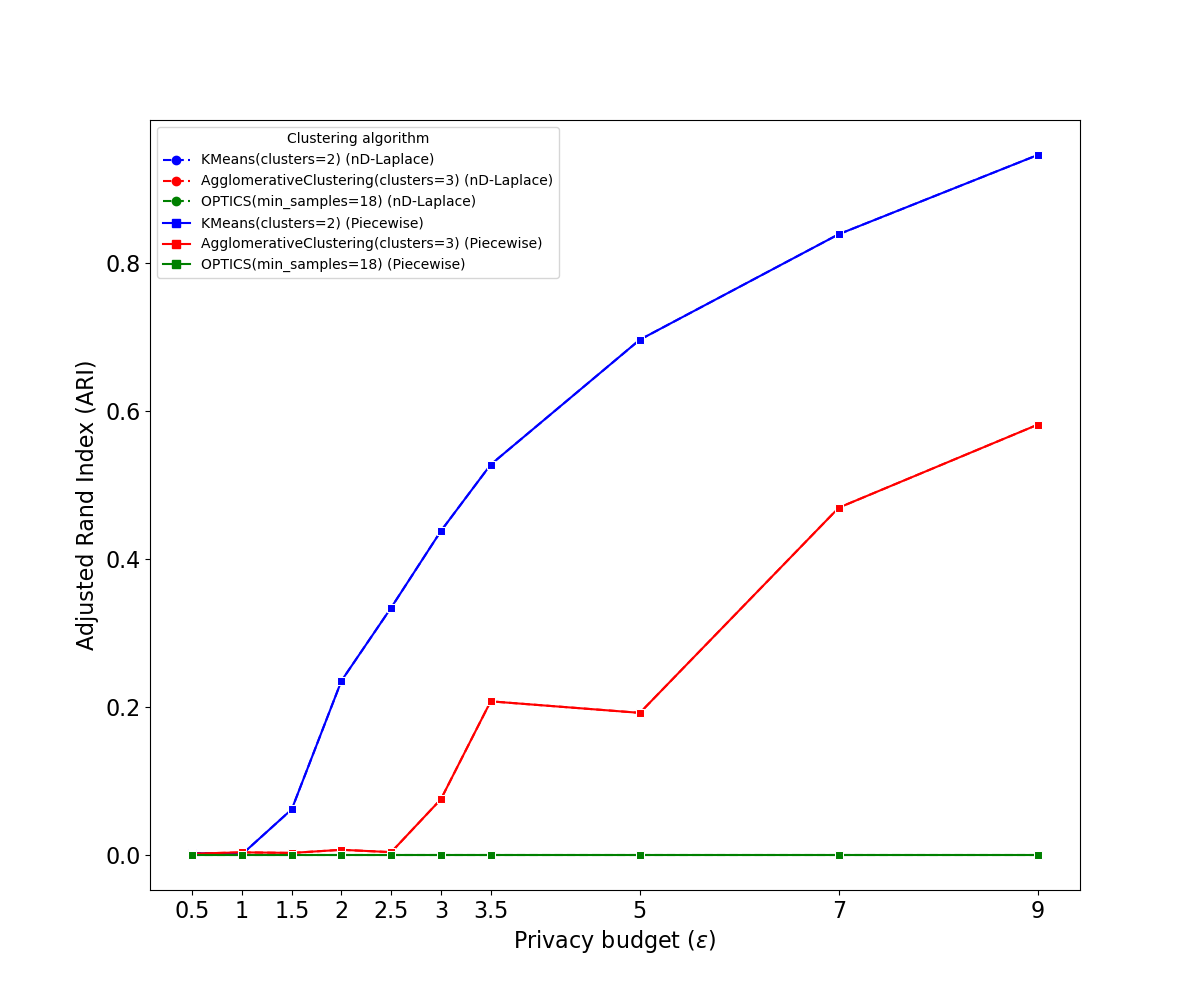 Clustering algorithm
KMeans(clusters=2) (nD-Laplace)
AgglomerativeClustering(clusters=3) (nD-Laplace)
OPTICS(min_samples=18) (nD-Laplace)
KMeans(clusters=2) (Piecewise)
AgglomerativeClustering(clusters=3) (Piecewise)
OPTICS(min_samples=18) (Piecewise)
Adjusted Rand Index (ARI)
0.8
0.6
0.4
0.2
0.0
0.5 1 1.5 2 2.5 3 3.5 5 7 9
Privacy budget (ε)